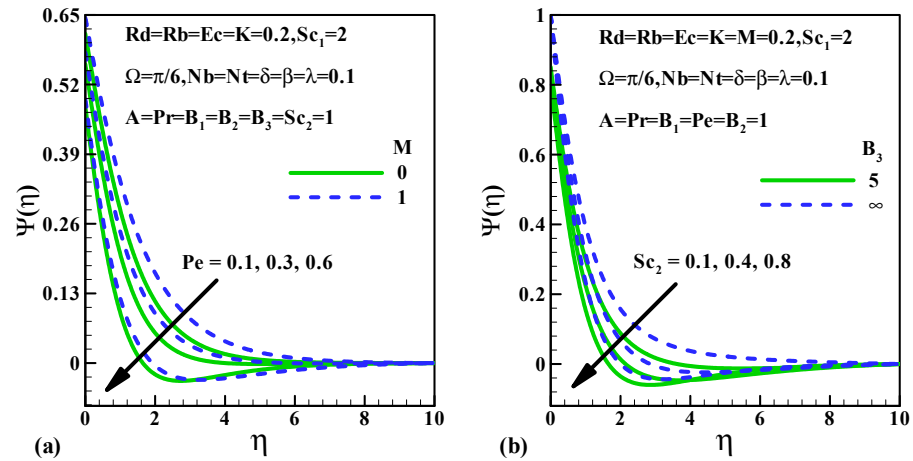 Rd=Rb=Ec=K=0.2,Sc₁=2
Ω=π/6,Nb=Nt=δ=β=λ=0.1
A=Pr=B₁=B₂=B₃=Sc₂=1
M
0
1
Pe = 0.1, 0.3, 0.6
Ψ(η)
0.65
0.52
0.39
0.26
0.13
0
0 2 4 6 8 10
(a)
η
Rd=Rb=Ec=K=M=0.2,Sc₁=2
Ω=π/6,Nb=Nt=δ=β=λ=0.1
A=Pr=B₁=Pe=B₂=1
B₃
5
∞
Sc₂ = 0.1, 0.4, 0.8
Ψ(η)
1
0.8
0.6
0.4
0.2
0
0 2 4 6 8 10
(b)
η